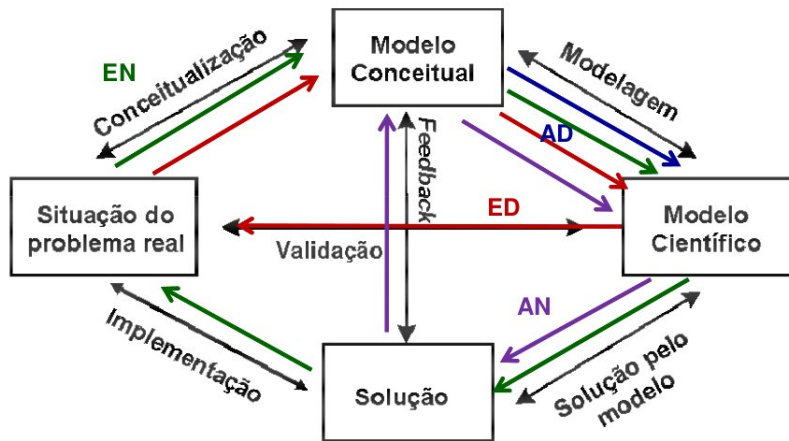 EN
Conceitualização
Modelo
Conceitual
Modelagem
AD
Feedback
Situação do
problema real
ED
Validação
Modelo
Científico
AN
Implementação
Solução
Solução pelo
modelo